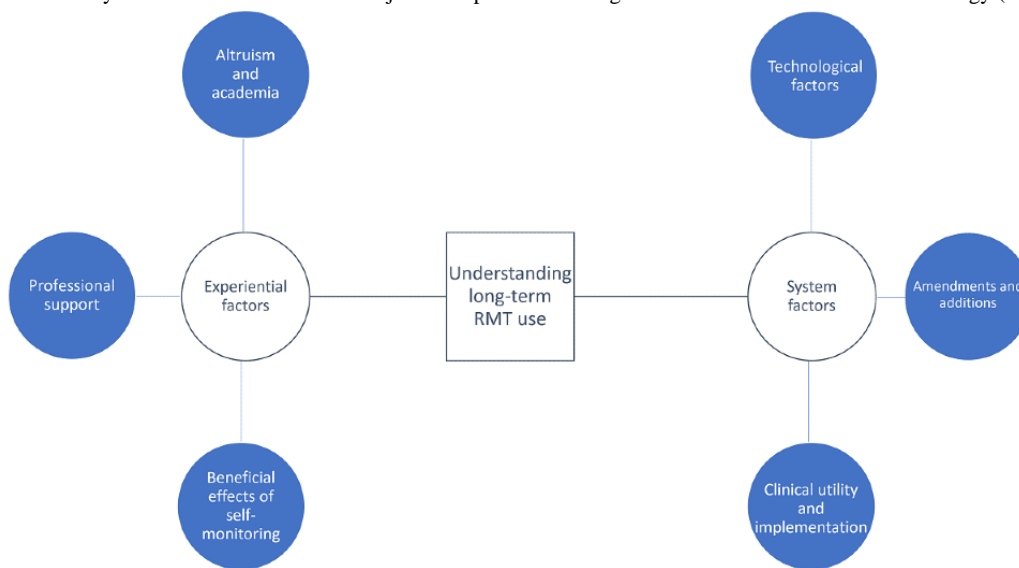 Altruism
and
academia
Technological
factors
Professional
support
Experiential
factors
Understanding
long-term
RMT use
System
factors
Amendments and
additions
Beneficial
effects of
self-
monitoring
Clinical utility
and
implementation